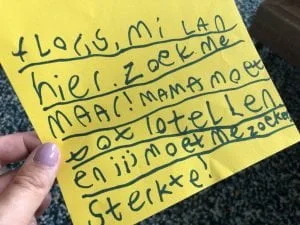 FLORIS, Mi LAN
hier. zoek me
MAAR! MAMA MOET
tot 10 tellen
en jij moet me zoeken
Sterkte!